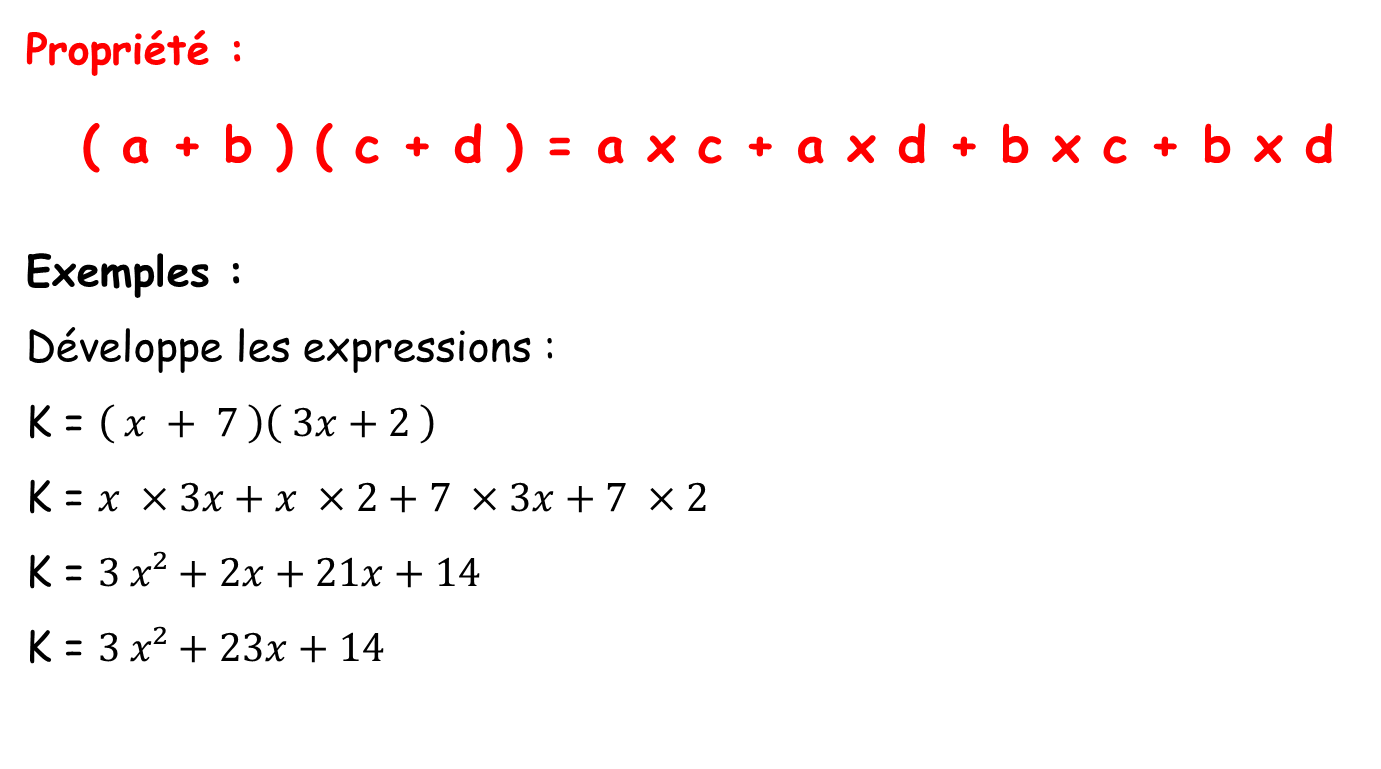 Propriété :
( a + b ) ( c + d ) = a x c + a x d + b x c + b x d
Exemples :
Développe les expressions :
K = ( 𝑥 + 7 )( 3𝑥 + 2 )
K = 𝑥 × 3𝑥 + 𝑥 × 2 + 7 × 3𝑥 + 7 × 2
K = 3 𝑥² + 2𝑥 + 21𝑥 + 14
K = 3 𝑥² + 23𝑥 + 14